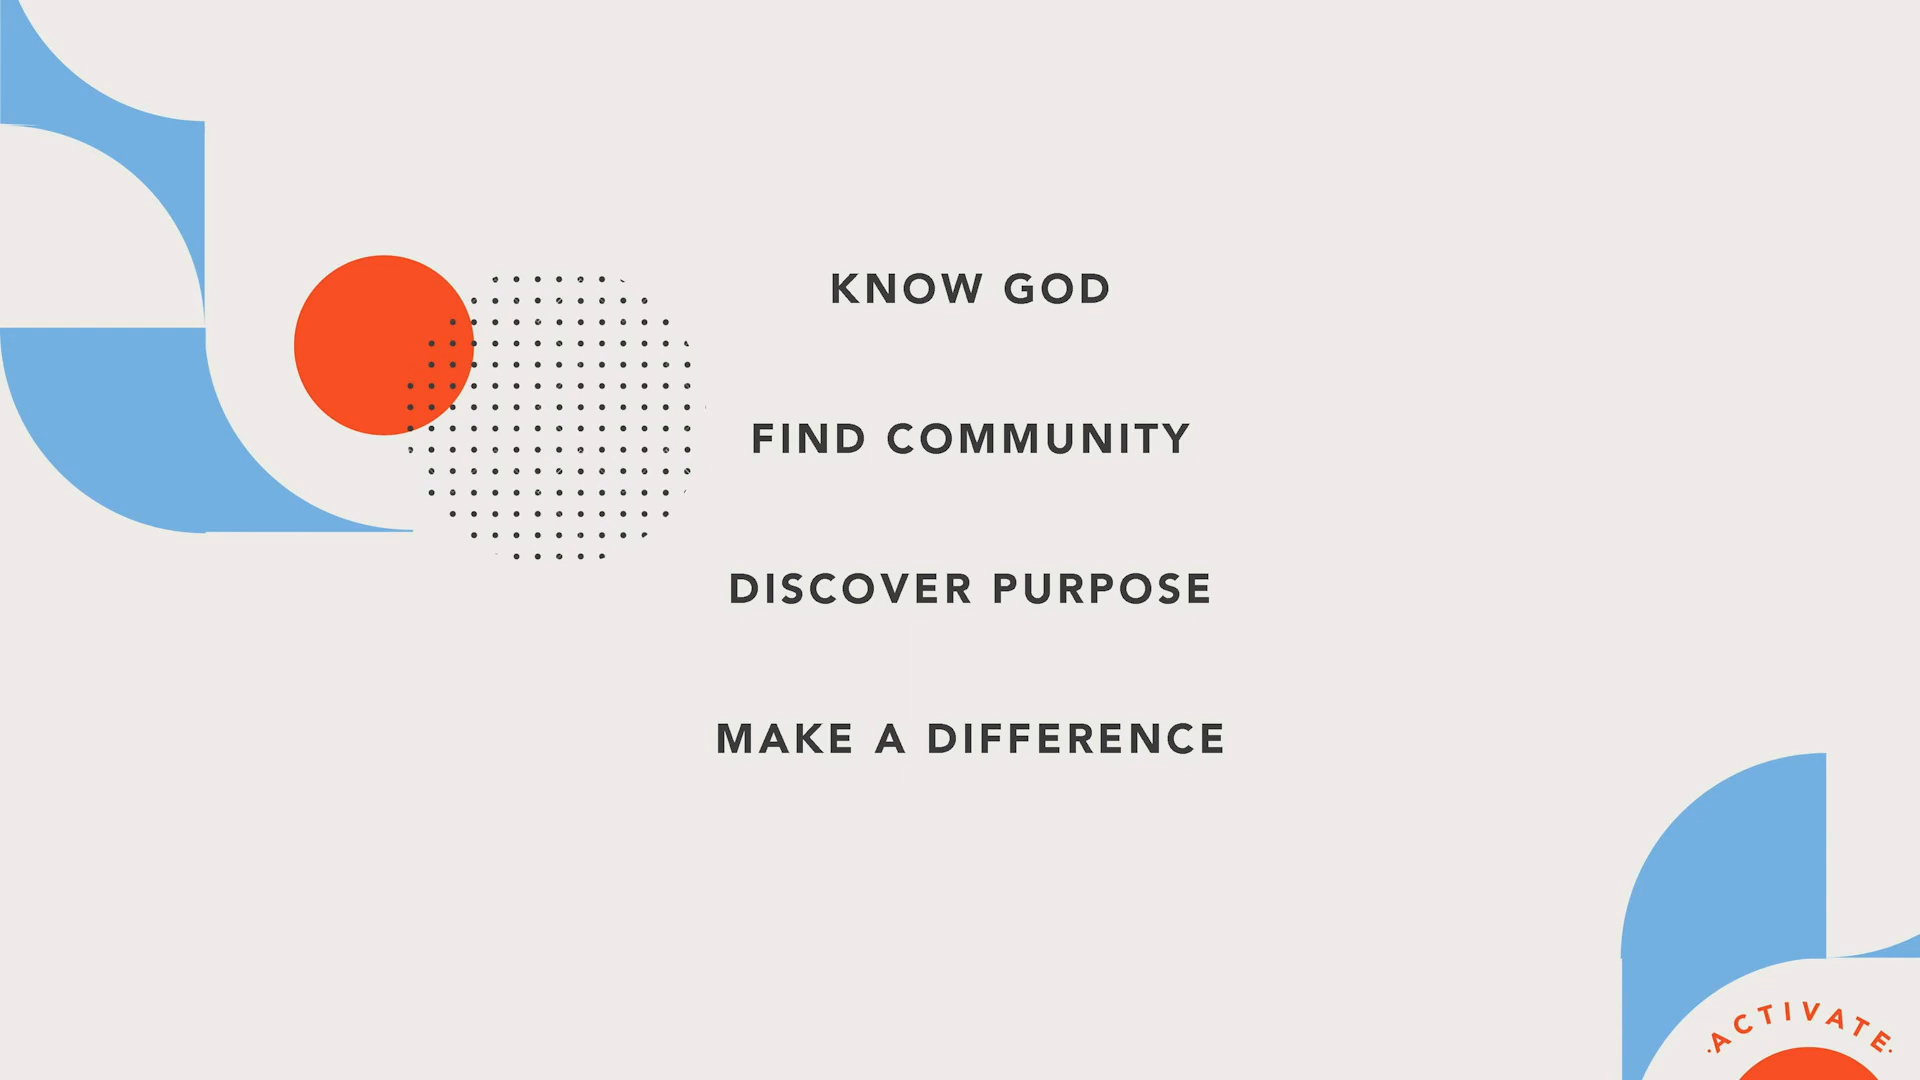 KNOW GOD
FIND COMMUNITY
DISCOVER PURPOSE
MAKE A DIFFERENCE
·ACTIVATE·